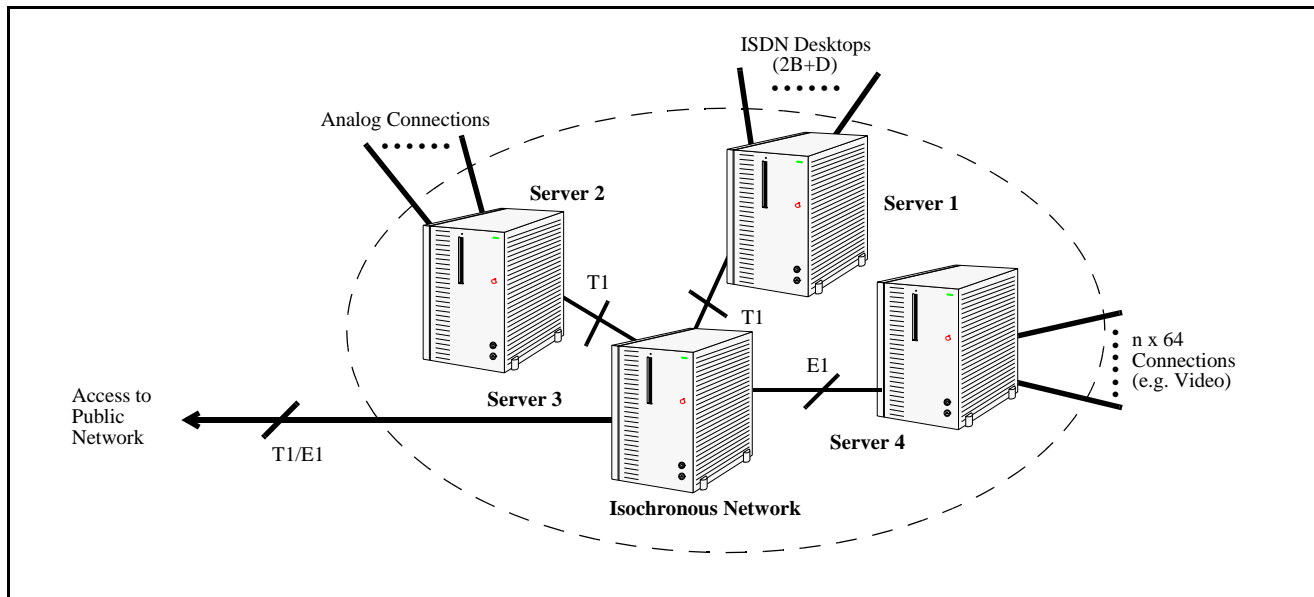 ISDN Desktops
(2B+D)
Analog Connections
Server 2
Server 1
T1
T1
n x 64
Connections
(e.g. Video)
E1
Access to
Public
Network
Server 3
Server 4
T1/E1
Isochronous Network